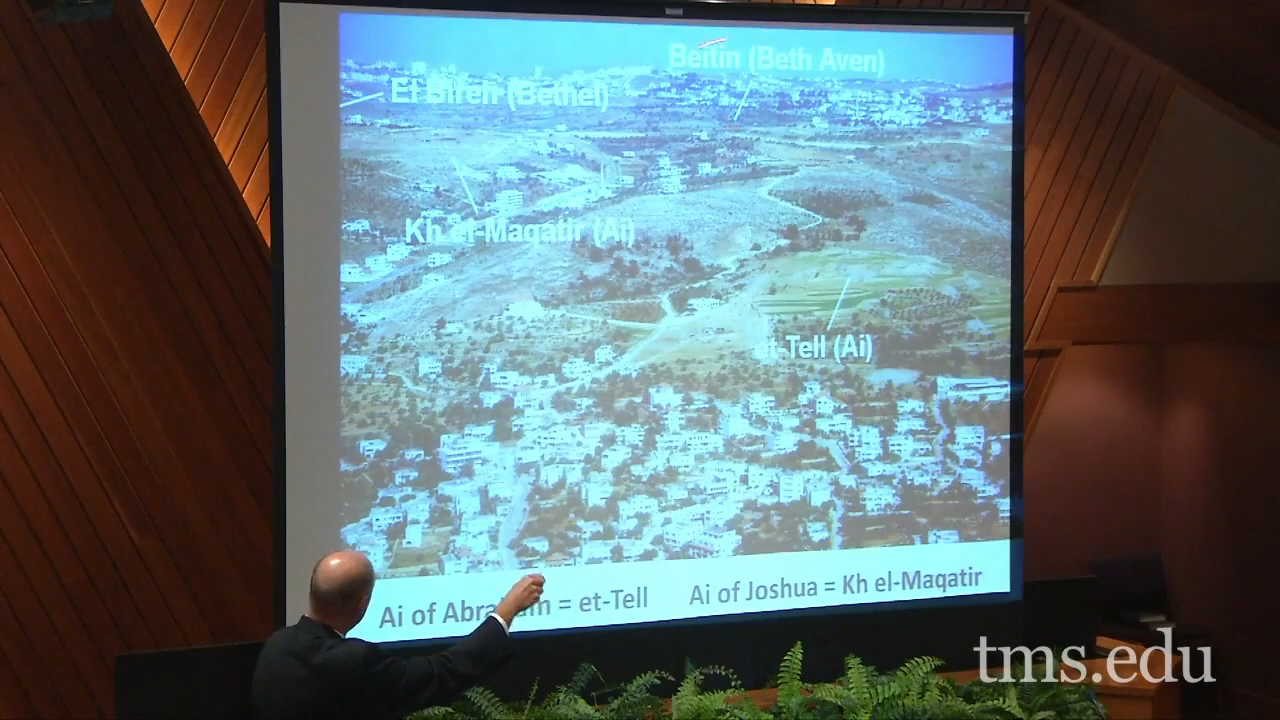 Beitin (Beth Aven)
El Bireh (Bethel)
Kh el-Maqatir (Ai)
et-Tell (Ai)
Ai of Abraham = et-Tell
Ai of Joshua = Kh el-Maqatir
tms.edu